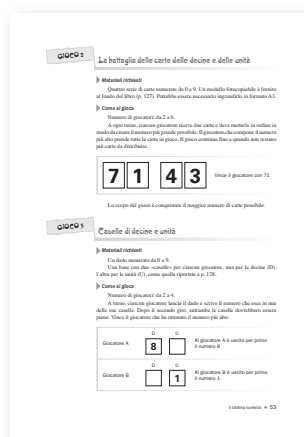 GIOCO 2
La battaglia delle carte delle decine e delle unità
Materiali richiesti
Quattro serie di carte numerate da 0 a 9. Un modello fotocopiabile è fornito
al fondo del libro (p. 127). Potrebbe essere necessario ingrandirlo in formato A3.
Come si gioca
Numero di giocatori: da 2 a 6.
A ogni turno, ciascun giocatore riceve due carte e deve metterle in ordine in
modo da creare il numero più grande possibile. Il giocatore che compone il numero
più alto prende tutte le carte in gioco. Il gioco continua fino a quando non restano
più carte da distribuire.
7 1 4 3 Vince il giocatore con 71
Lo scopo del gioco è conquistare il maggior numero di carte possibile.
GIOCO 3
Caselle di decine e unità
Materiali richiesti
Un dado numerato da 0 a 9.
Una base con due «caselle» per ciascun giocatore, una per le decine (D),
l'altra per le unità (U), come quella riportata a p. 128.
Come si gioca
Numero di giocatori: da 2 a 4.
A turno, ciascun giocatore lancia il dado e scrive il numero che esce in una
delle sue caselle. Dopo il secondo giro, entrambe le caselle dovrebbero essere
piene. Vince il giocatore che ha ottenuto il numero più alto.
D U
Giocatore A 8 Al giocatore A è uscito per primo
il numero 8
D U
Giocatore B 1 Al giocatore B è uscito per primo
il numero 1
Il sistema numerico ◆ 53